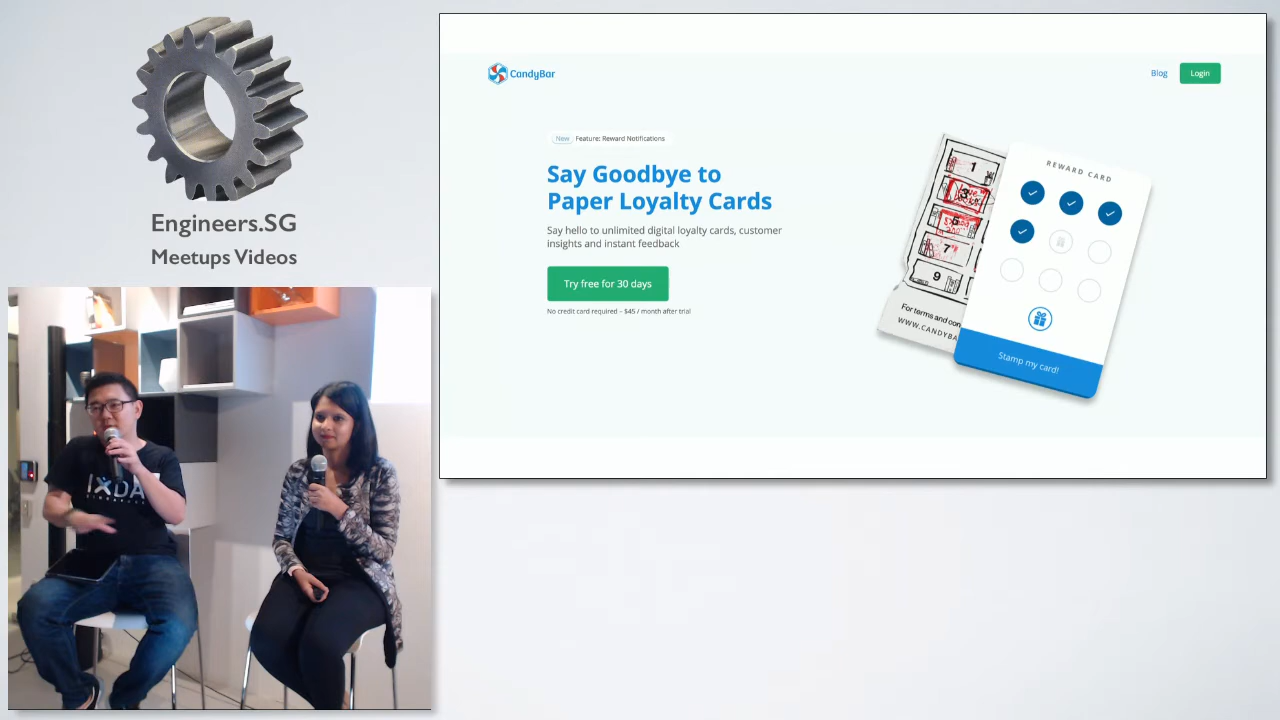 Engineers.SG
Meetups Videos
IXDA
CandyBar
Blog
Login
New
Feature: Reward Notifications
Say Goodbye to
Paper Loyalty Cards
Say hello to unlimited digital loyalty cards, customer
insights and instant feedback
Try free for 30 days
No credit card required – $45 / month after trial
1
3
5
7
9
For terms and con
WWW.CANDYBA
REWARD CARD
Stamp my card!